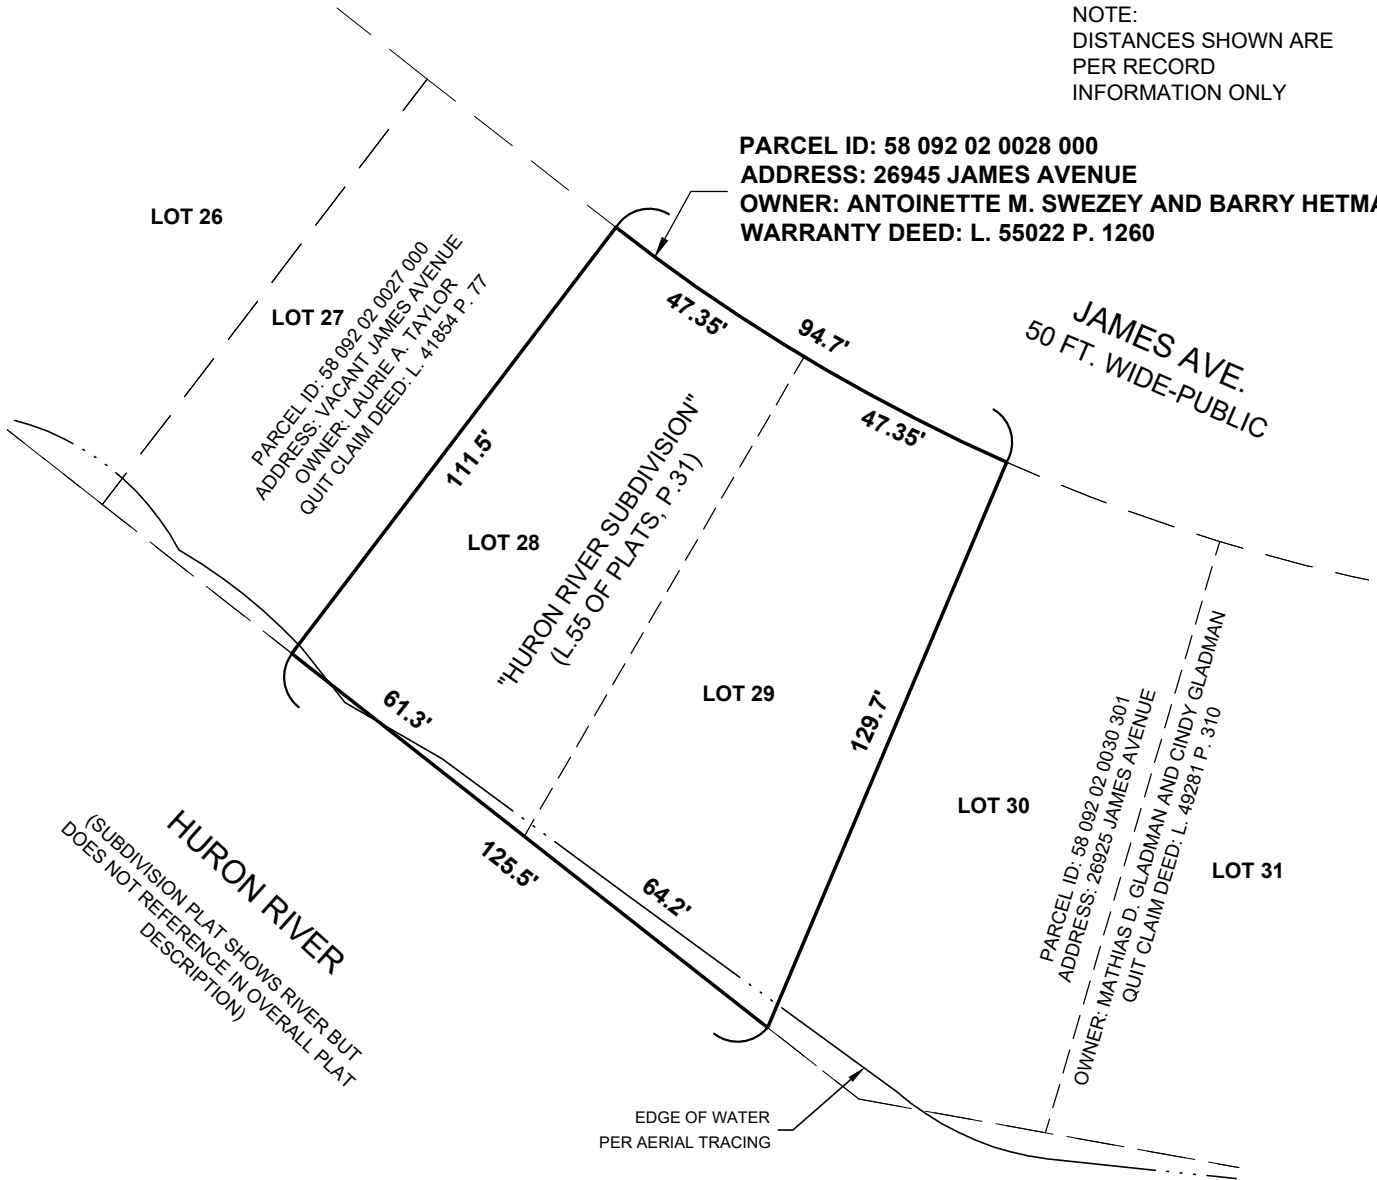 NOTE:
DISTANCES SHOWN ARE
PER RECORD
INFORMATION ONLY
PARCEL ID: 58 092 02 0028 000
ADDRESS: 26945 JAMES AVENUE
OWNER: ANTOINETTE M. SWEZEY AND BARRY HETMA
WARRANTY DEED: L. 55022 P. 1260
LOT 26
LOT 27
PARCEL ID: 58 092 02 0027 000
ADDRESS: VACANT JAMES AVENUE
OWNER: LAURIE A. TAYLOR
QUIT CLAIM DEED: L. 41854 P. 77
47.35'
94.7'
47.35'
JAMES AVE.
50 FT. WIDE-PUBLIC
111.5'
LOT 28
"HURON RIVER SUBDIVISION"
(L.55 OF PLATS, P.31)
LOT 29
129.7'
61.3'
125.5'
64.2'
LOT 30
PARCEL ID: 58 092 02 0030 301
ADDRESS: 26925 JAMES AVENUE
OWNER: MATHIAS D. GLADMAN AND CINDY GLADMAN
QUIT CLAIM DEED: L. 49281 P. 310
LOT 31
HURON RIVER
(SUBDIVISION PLAT SHOWS RIVER BUT
DOES NOT REFERENCE IN OVERALL PLAT
DESCRIPTION)
EDGE OF WATER
PER AERIAL TRACING